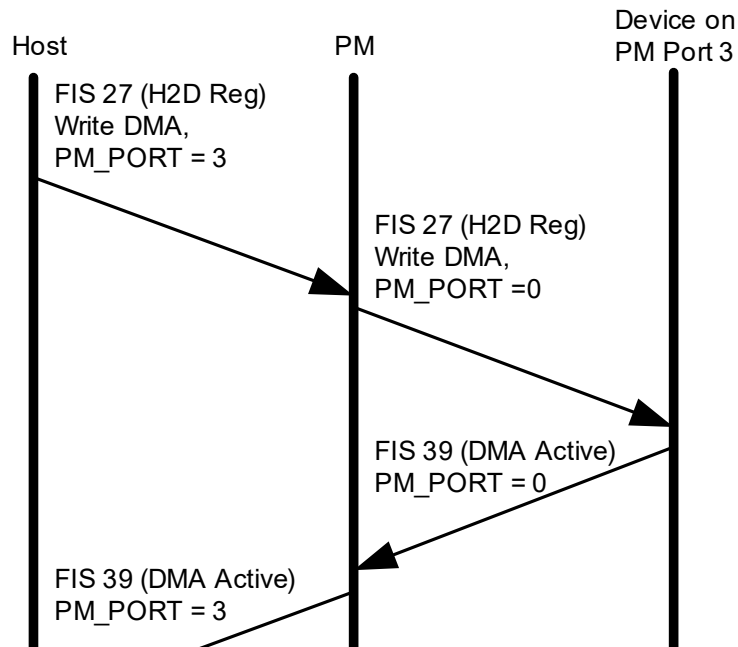 Host
PM
Device on
PM Port 3
FIS 27 (H2D Reg)
Write DMA,
PM_PORT = 3
FIS 27 (H2D Reg)
Write DMA,
PM_PORT =0
FIS 39 (DMA Active)
PM_PORT = 0
FIS 39 (DMA Active)
PM_PORT = 3